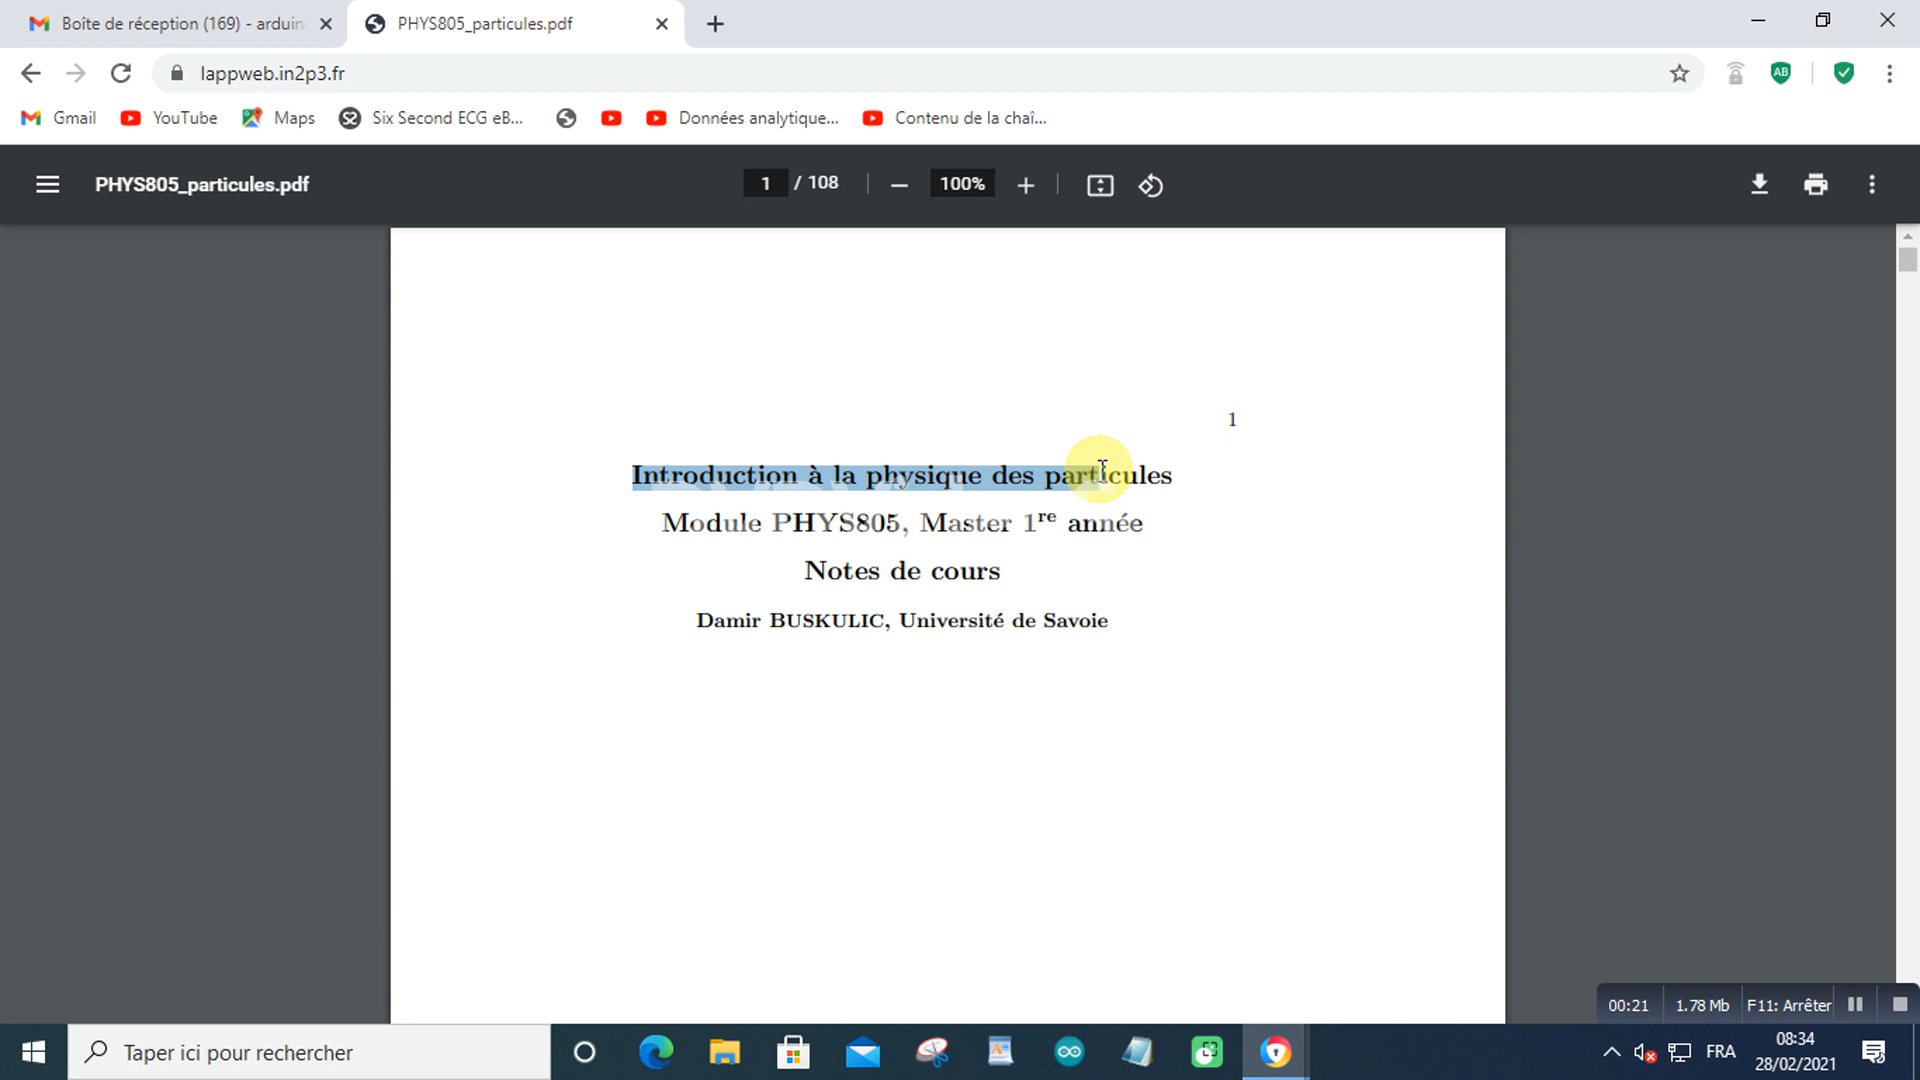 Boîte de réception (169) - arduin
PHYS805_particules.pdf
lappweb.in2p3.fr
AB
Gmail
YouTube
Maps
S2
Six Second ECG eB...
Données analytique...
Contenu de la chaî...
PHYS805_particules.pdf
1 / 108
100%
1
Introduction à la physique des particules
Module PHYS805, Master 1re année
Notes de cours
Damir BUSKULIC, Université de Savoie
00:21
1.78 Mb
F11: Arrêter
Taper ici pour rechercher
FRA
08:34
28/02/2021